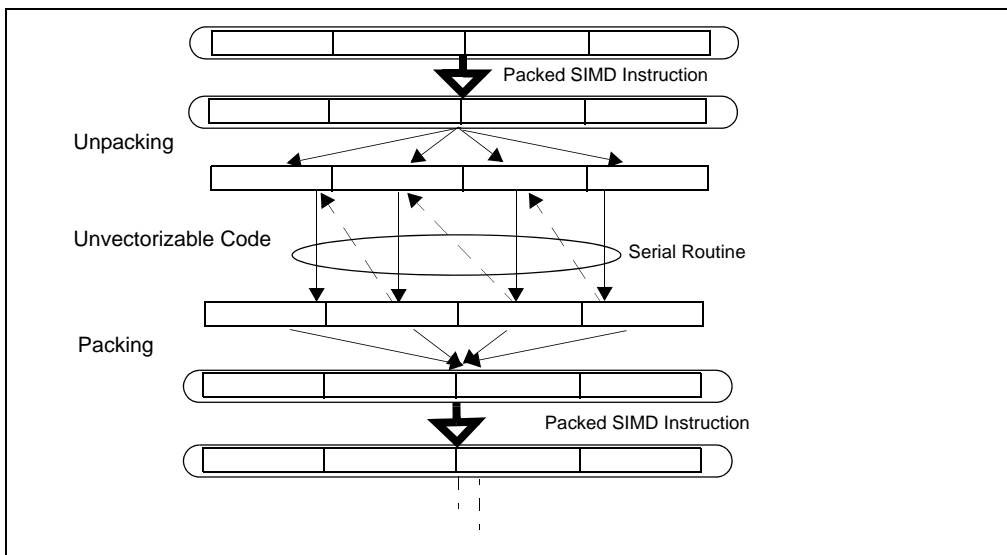 Packed SIMD Instruction
Unpacking
Unvectorizable Code
Serial Routine
Packing
Packed SIMD Instruction